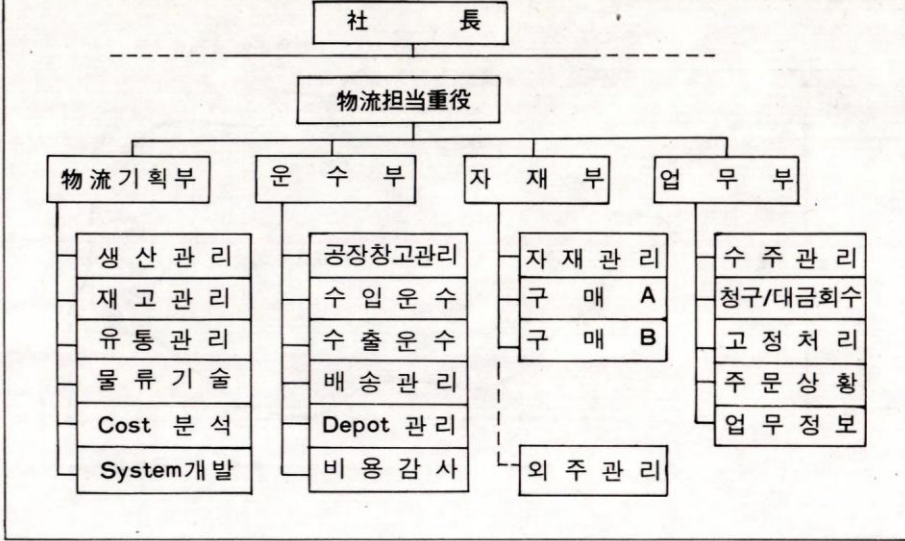 社 長
物流担当重役
物流기획부
운 수 부
자 재 부
업 무 부
생 산 관 리
재 고 관 리
유 통 관 리
물 류 기 술
Cost 분 석
System개 발
공장창고관리
수 입 운 수
수 출 운 수
배 송 관 리
Depot 관 리
비 용 감 사
자 재 관 리
구 매 A
구 매 B
외 주 관 리
수 주 관 리
청구/대금회수
고 정 처 리
주 문 상 황
업 무 정 보